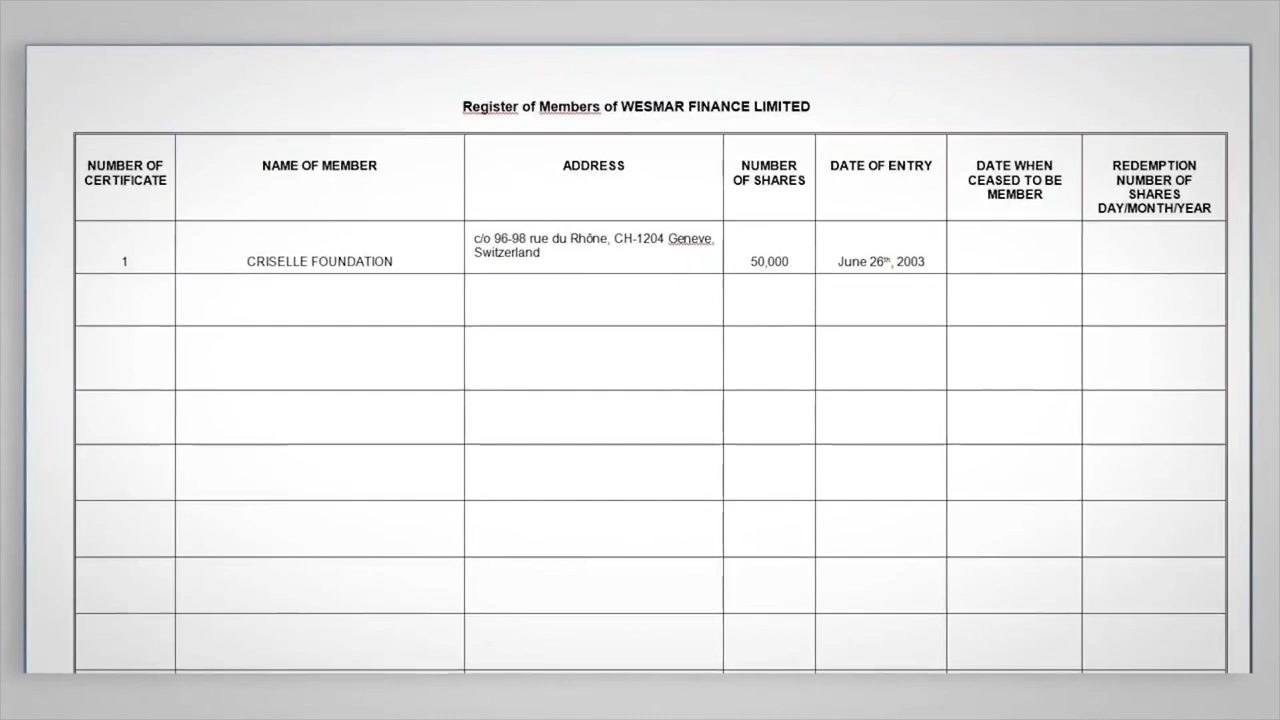 Register of Members of WESMAR FINANCE LIMITED
NUMBER OF
CERTIFICATE
NAME OF MEMBER
ADDRESS
NUMBER
OF SHARES
DATE OF ENTRY
DATE WHEN
CEASED TO BE
MEMBER
REDEMPTION
NUMBER OF
SHARES
DAY/MONTH/YEAR
1
CRISELLE FOUNDATION
c/o 96-98 rue du Rhône, CH-1204 Geneve,
Switzerland
50,000
June 26th, 2003